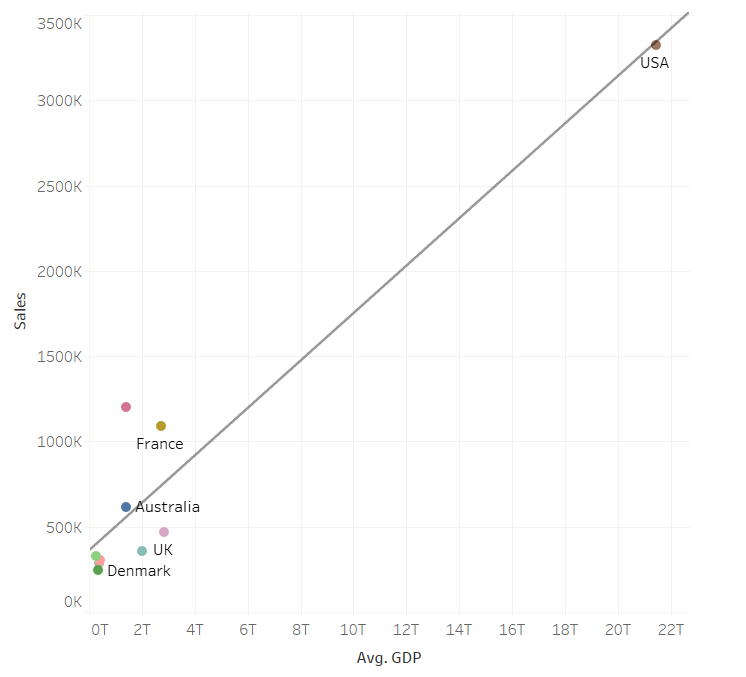 3500K
3000K
2500K
2000K
1500K
1000K
500K
0K
Sales
USA
France
Australia
UK
Denmark
0T 2T 4T 6T 8T 10T 12T 14T 16T 18T 20T 22T
Avg. GDP